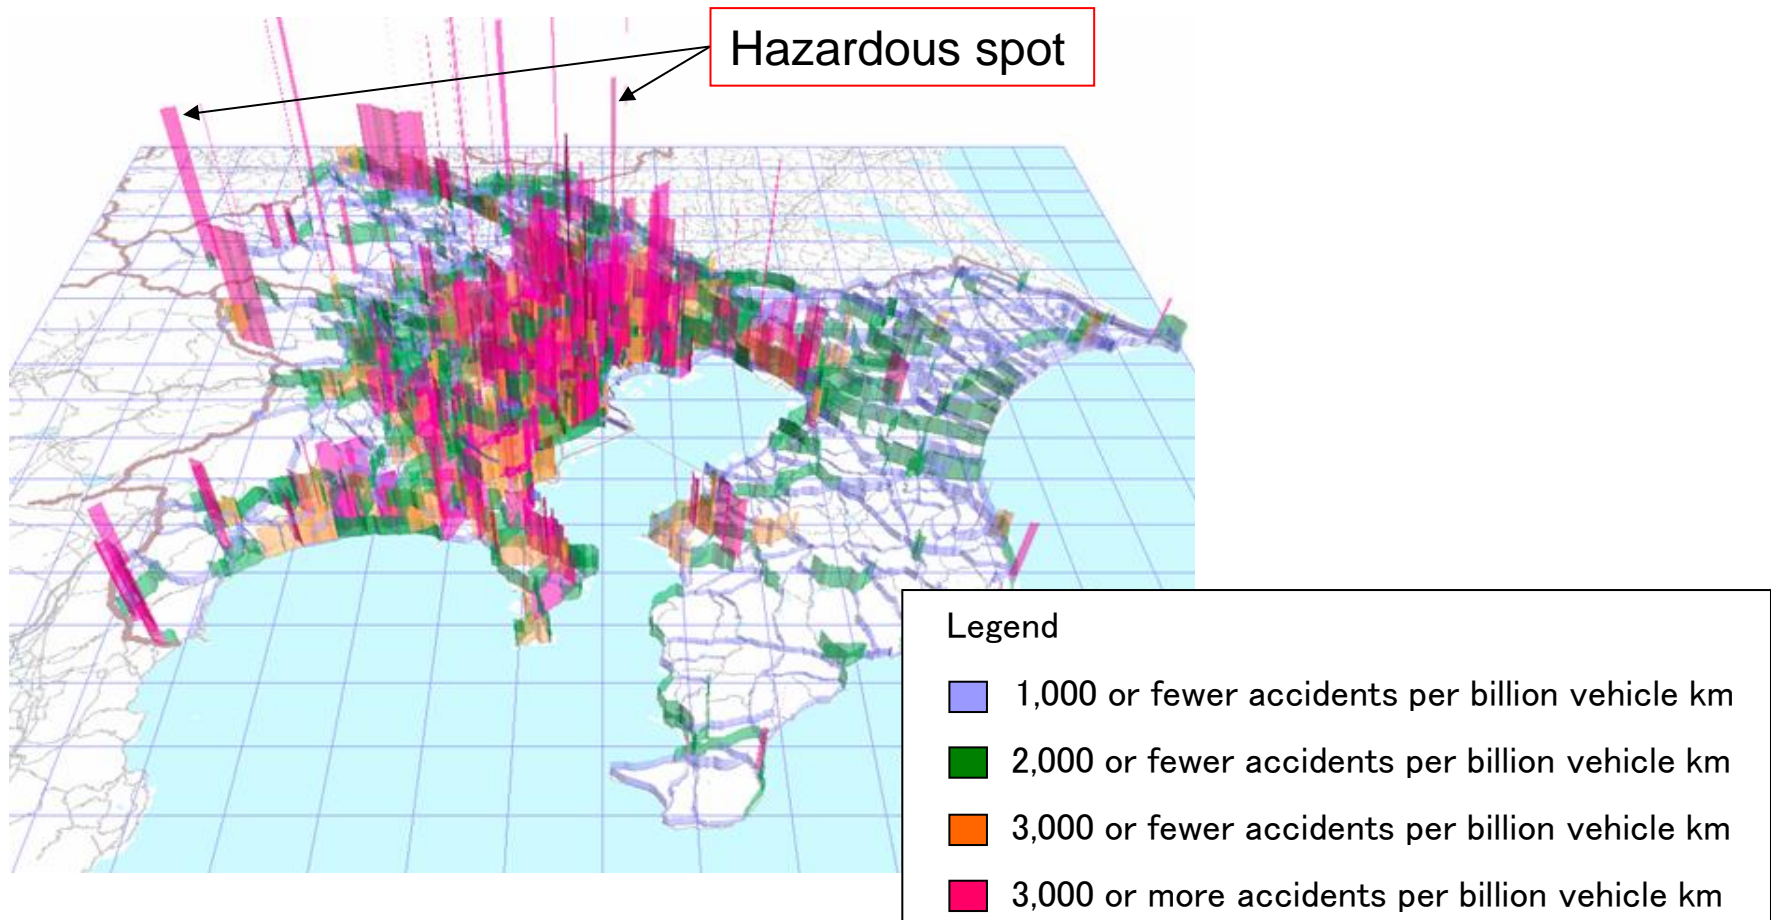 Hazardous spot
Legend
1,000 or fewer accidents per billion vehicle km
2,000 or fewer accidents per billion vehicle km
3,000 or fewer accidents per billion vehicle km
3,000 or more accidents per billion vehicle km